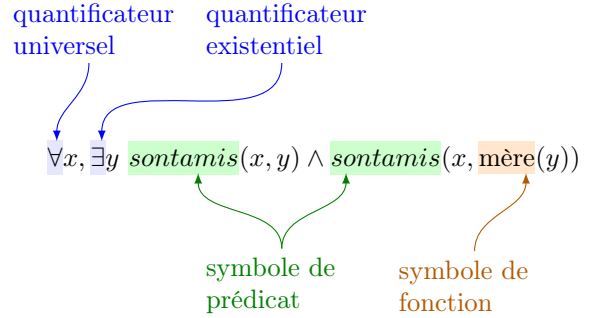 quantificateur
universel
quantificateur
existentiel
∀x, ∃y sontamis(x, y) ∧ sontamis(x, mère(y))
symbole de
prédicat
symbole de
fonction